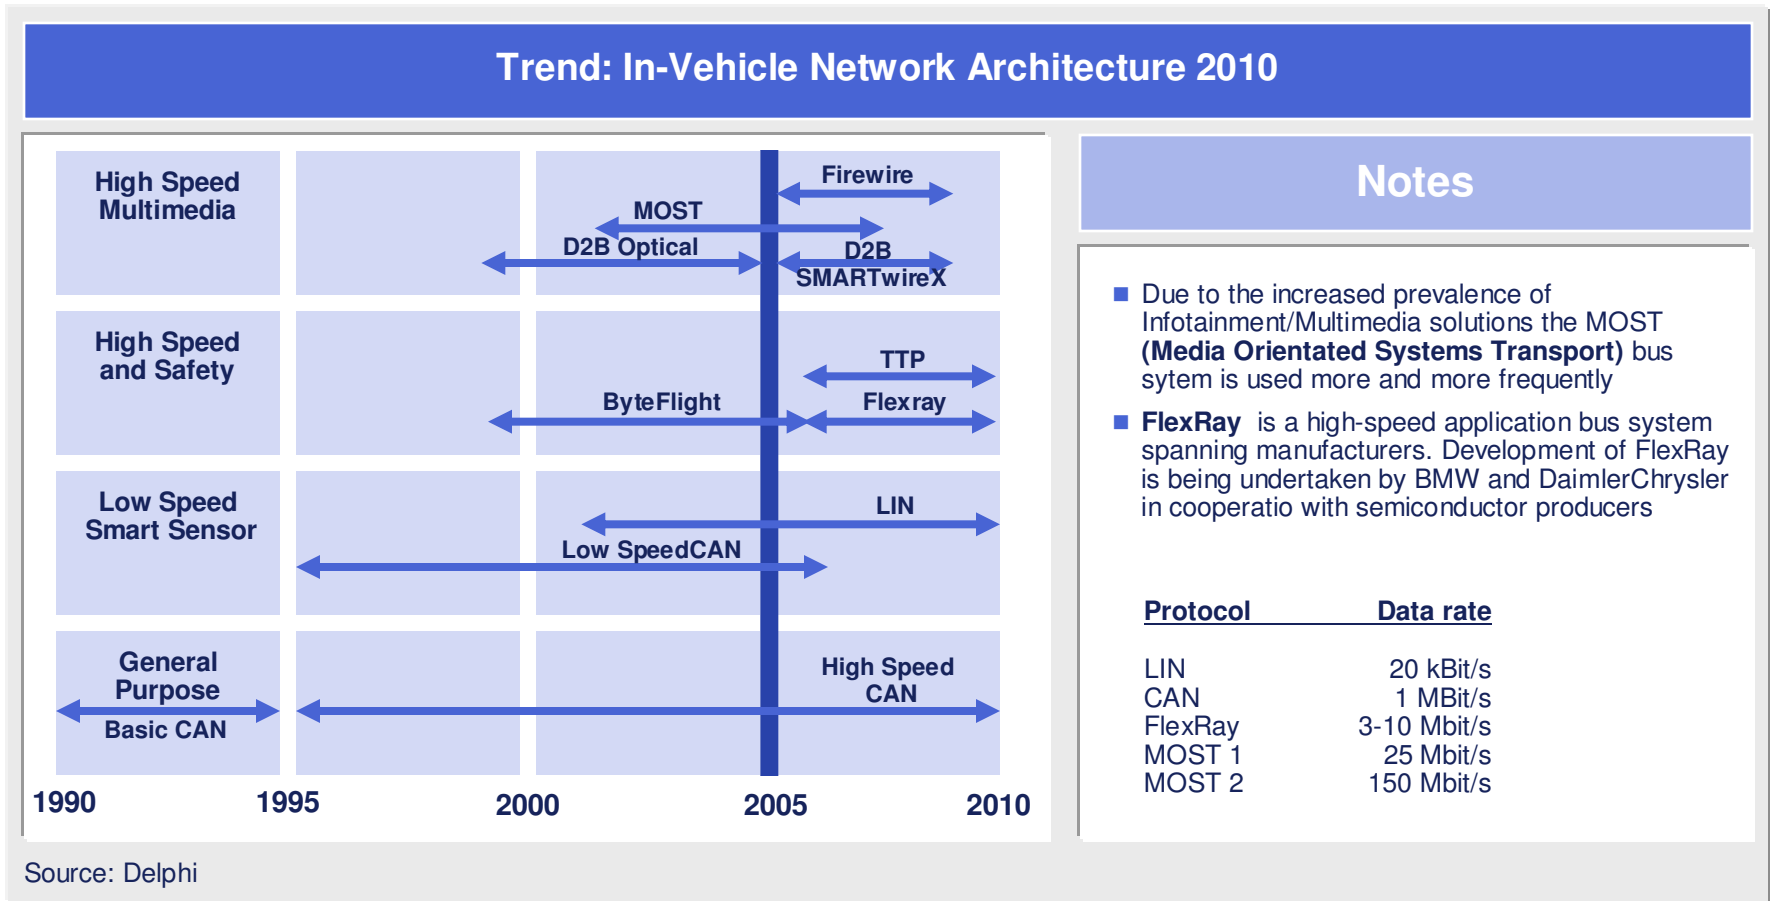 Trend: In-Vehicle Network Architecture 2010
High Speed
Multimedia
Firewire
MOST
D2B Optical
D2B
SMARTwireX
High Speed
and Safety
TTP
ByteFlight
Flexray
Low Speed
Smart Sensor
LIN
Low SpeedCAN
General
Purpose
Basic CAN
High Speed
CAN
1990
1995
2000
2005
2010
Notes
Due to the increased prevalence of
Infotainment/Multimedia solutions the MOST
(Media Orientated Systems Transport) bus
sytem is used more and more frequently
FlexRay is a high-speed application bus system
spanning manufacturers. Development of FlexRay
is being undertaken by BMW and DaimlerChrysler
in cooperatio with semiconductor producers
Protocol Data rate
LIN 20 kBit/s
CAN 1 MBit/s
FlexRay 3-10 Mbit/s
MOST 1 25 Mbit/s
MOST 2 150 Mbit/s
Source: Delphi